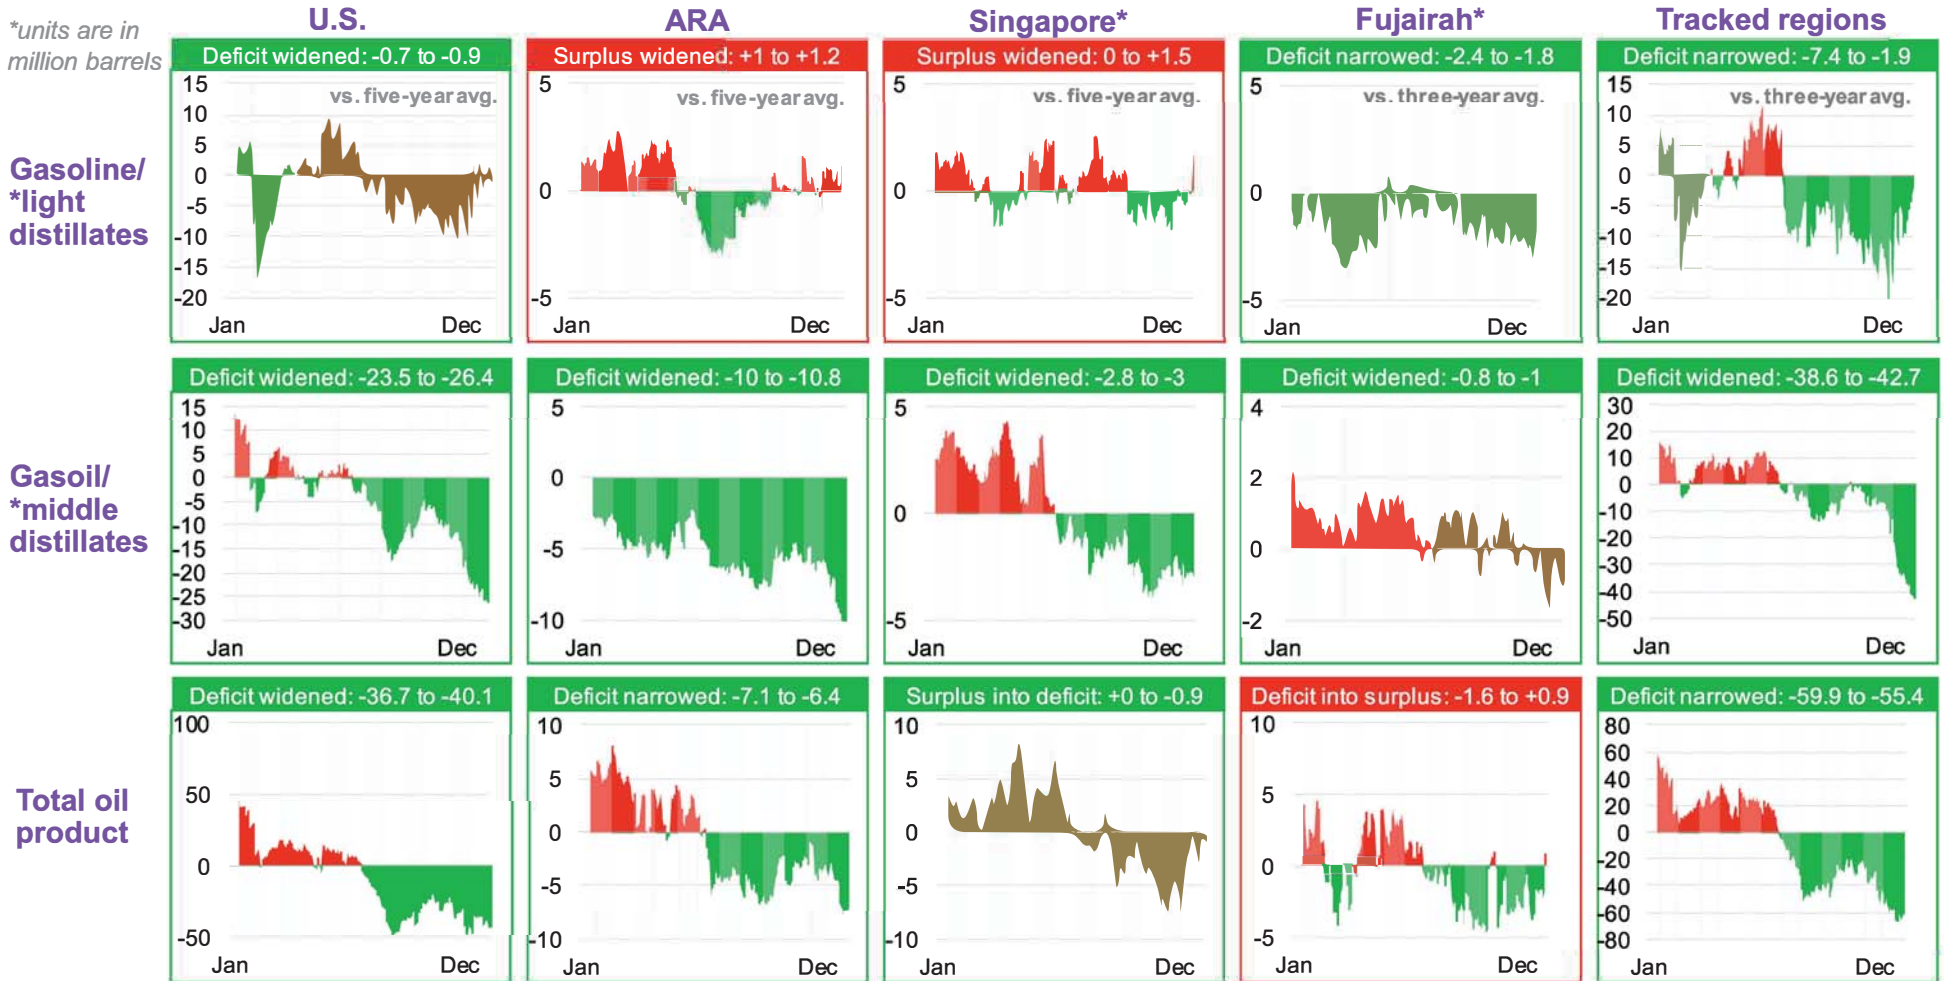 *units are in
million barrels
U.S.
ARA
Singapore*
Fujairah*
Tracked regions
Gasoline/
*light
distillates
Deficit widened: -0.7 to -0.9
vs. five-year avg.
15
10
5
0
-5
-10
-15
-20
Jan Dec
Surplus widened: +1 to +1.2
vs. five-year avg.
5
0
-5
Jan Dec
Surplus widened: 0 to +1.5
vs. five-year avg.
5
0
-5
Jan Dec
Deficit narrowed: -2.4 to -1.8
vs. three-year avg.
5
0
-5
Jan Dec
Deficit narrowed: -7.4 to -1.9
vs. three-year avg.
15
10
5
0
-5
-10
-15
-20
Jan Dec
Gasoil/
*middle
distillates
Deficit widened: -23.5 to -26.4
15
10
5
0
-5
-10
-15
-20
-25
-30
Jan Dec
Deficit widened: -10 to -10.8
5
0
-5
-10
Jan Dec
Deficit widened: -2.8 to -3
5
0
-5
Jan Dec
Deficit widened: -0.8 to -1
4
2
0
-2
Jan Dec
Deficit widened: -38.6 to -42.7
30
20
10
0
-10
-20
-30
-40
-50
Jan Dec
Total oil
product
Deficit widened: -36.7 to -40.1
100
50
0
-50
Jan Dec
Deficit narrowed: -7.1 to -6.4
10
5
0
-5
-10
Jan Dec
Surplus into deficit: +0 to -0.9
10
5
0
-5
-10
Jan Dec
Deficit into surplus: -1.6 to +0.9
10
5
0
-5
Jan Dec
Deficit narrowed: -59.9 to -55.4
80
60
40
20
0
-20
-40
-60
-80
Jan Dec